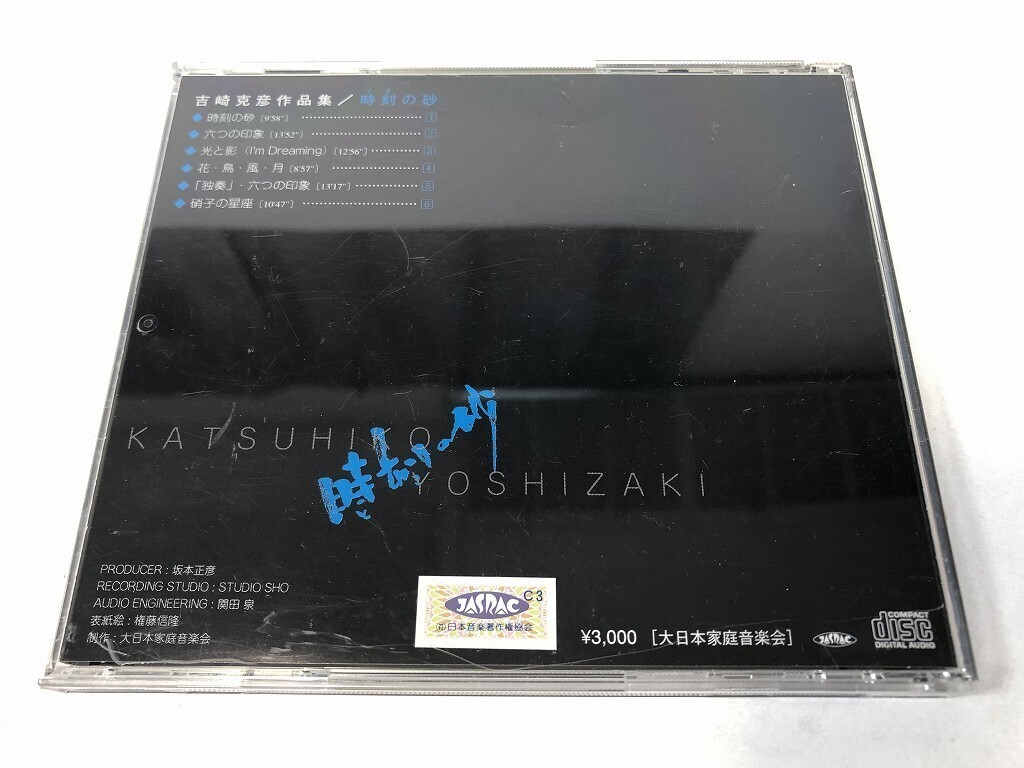 吉崎克彦作品集／時刻の砂
◆時刻の砂［9'58"］………………1
◆六つの印象［13'52"］………………2
◆光と影（I'm Dreaming）［12'56"］………3
◆花・鳥・風・月［8'57"］………………4
◆「独奏」・六つの印象［13'17"］…………5
◆硝子の星座［10'47"］………………6
KATSUHIKO
時刻の砂
YOSHIZAKI
PRODUCER：坂本正彦
RECORDING STUDIO：STUDIO SHO
AUDIO ENGINEERING：関田 泉
表紙絵：権藤信隆
制作：大日本家庭音楽会
C3
JASRAC
㈳日本音楽著作権協会
¥3,000 ［大日本家庭音楽会］
JASRAC
COMPACT
disc
DIGITAL AUDIO